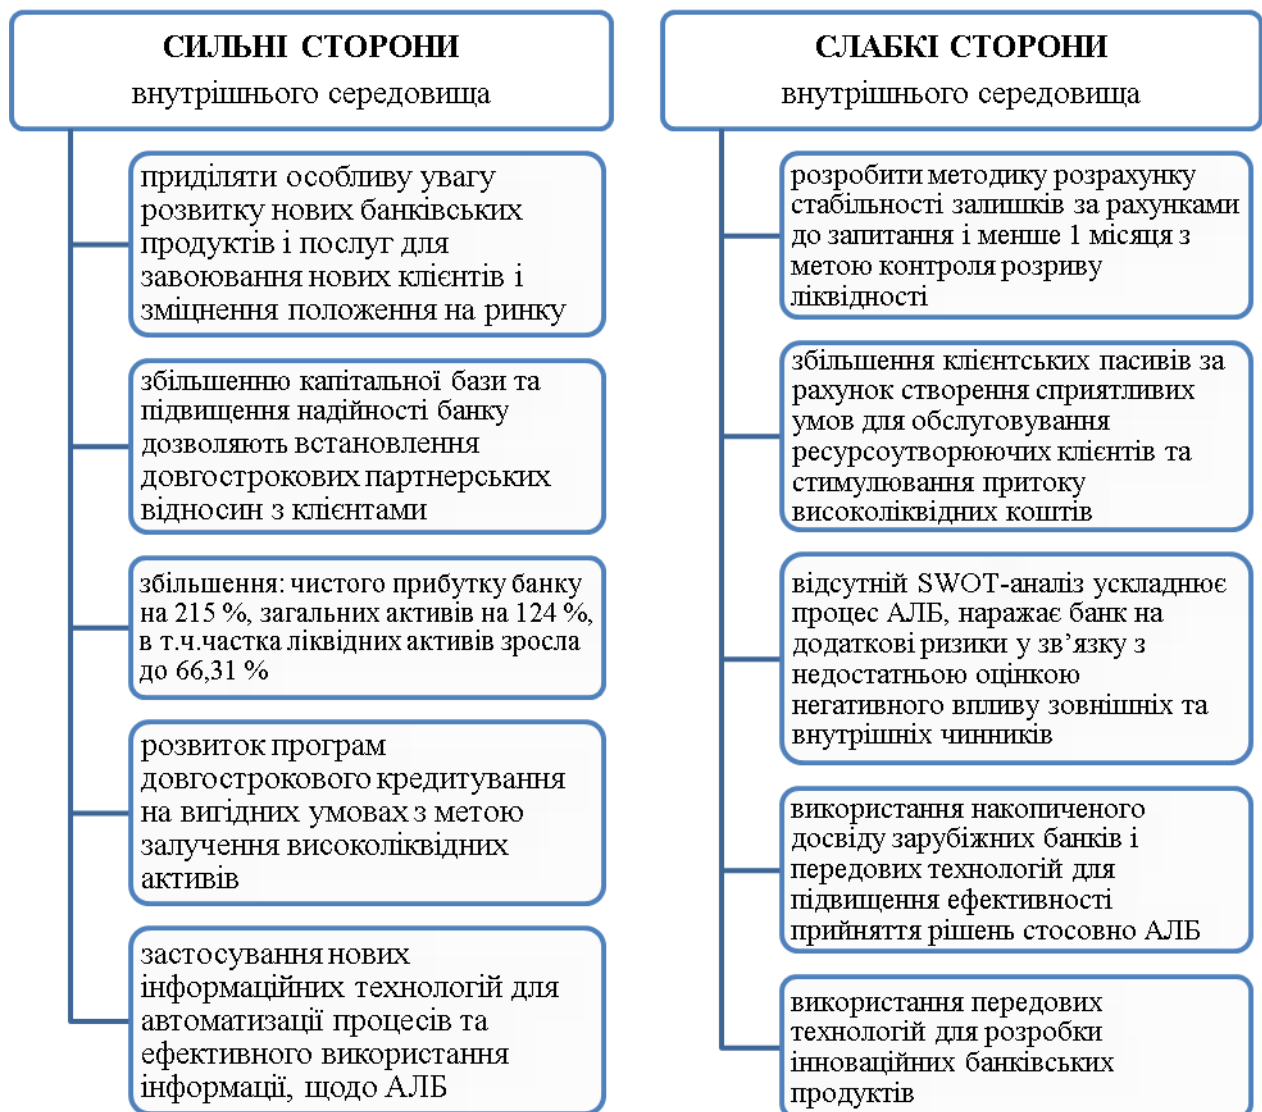 СИЛЬНІ СТОРОНИ
внутрішнього середовища
приділяти особливу увагу
розвитку нових банківських
продуктів і послуг для
завоювання нових клієнтів і
зміцнення положення на ринку
збільшенню капітальної бази та
підвищення надійності банку
дозволяють встановлення
довгострокових партнерських
відносин з клієнтами
збільшення: чистого прибутку банку
на 215 %, загальних активів на 124 %,
в т.ч.частка ліквідних активів зросла
до 66,31 %
розвиток програм
довгострокового кредитування
на вигідних умовах з метою
залучення високоліквідних
активів
застосування нових
інформаційних технологій для
автоматизації процесів та
ефективного використання
інформації, щодо АЛБ
СЛАБКІ СТОРОНИ
внутрішнього середовища
розробити методику розрахунку
стабільності залишків за рахунками
до запитання і менше 1 місяця з
метою контроля розриву
ліквідності
збільшення клієнтських пасивів за
рахунок створення сприятливих
умов для обслуговування
ресурсоутворюючих клієнтів та
стимулювання притоку
високоліквідних коштів
відсутній SWOT-аналіз ускладнює
процес АЛБ, наражає банк на
додаткові ризики у зв’язку з
недостатньою оцінкою
негативного впливу зовнішніх та
внутрішніх чинників
використання накопиченого
досвіду зарубіжних банків і
передових технологій для
підвищення ефективності
прийняття рішень стосовно АЛБ
використання передових
технологій для розробки
інноваційних банківських
продуктів